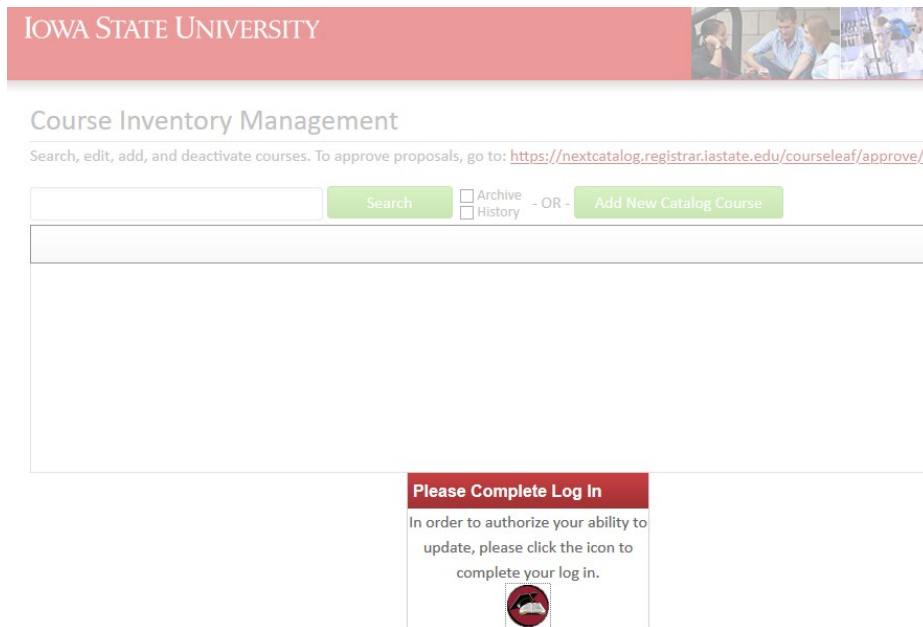 IOWA STATE UNIVERSITY
Course Inventory Management
Search, edit, add, and deactivate courses. To approve proposals, go to: https://nextcatalog.registrar.iastate.edu/courseleaf/approve/
Search
Archive
History
- OR -
Add New Catalog Course
Please Complete Log In
In order to authorize your ability to
update, please click the icon to
complete your log in.